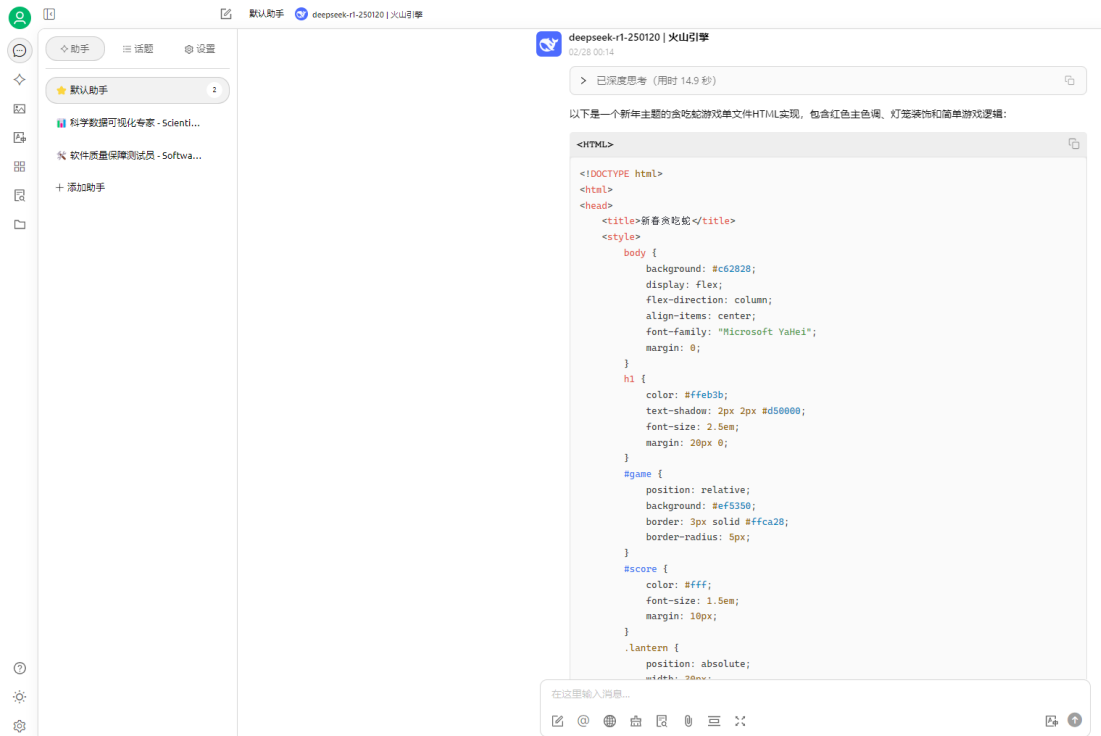 默认助手
deepseek-r1-250120 | 火山引擎
助手
话题
设置
默认助手
2
科学数据可视化专家 - Scienti...
软件质量保障测试员 - Softwa...
添加助手
deepseek-r1-250120 | 火山引擎
02/28 00:14
已深度思考（用时 14.9 秒）
以下是一个新年主题的贪吃蛇游戏单文件HTML实现，包含红色主色调、灯笼装饰和简单游戏逻辑：
<HTML>
<!DOCTYPE html>
<html>
<head>
    <title>新春贪吃蛇</title>
    <style>
        body {
            background: #c62828;
            display: flex;
            flex-direction: column;
            align-items: center;
            font-family: "Microsoft YaHei";
            margin: 0;
        }
        h1 {
            color: #ffeb3b;
            text-shadow: 2px 2px #d50000;
            font-size: 2.5em;
            margin: 20px 0;
        }
        #game {
            position: relative;
            background: #ef5350;
            border: 3px solid #ffca28;
            border-radius: 5px;
        }
        #score {
            color: #fff;
            font-size: 1.5em;
            margin: 10px;
        }
        .lantern {
            position: absolute;
            width: 30px;
在这里输入消息...